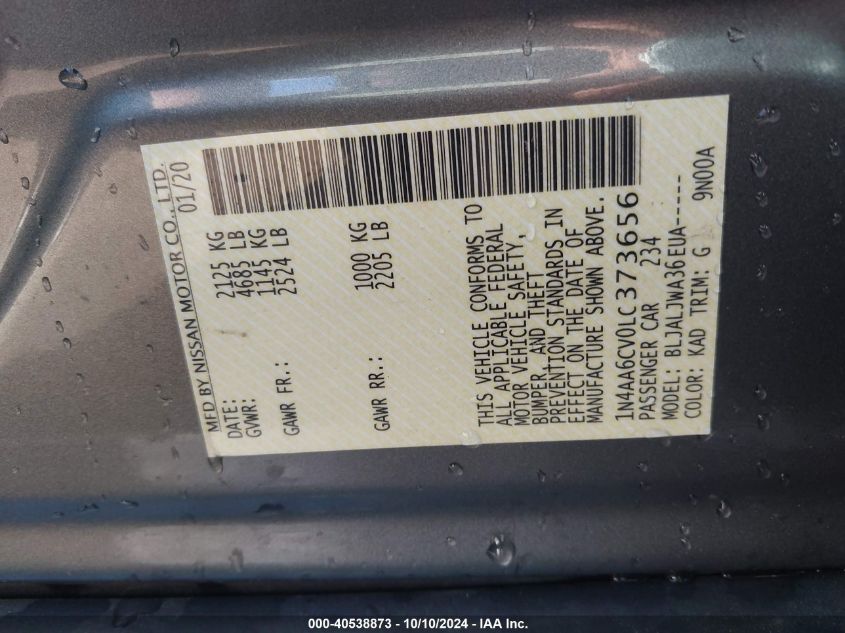 MFD BY NISSAN MOTOR CO., LTD.
DATE: 01/20
GVWR: 2125 KG
4685 LB
GAWR FR.: 1145 KG
2524 LB
GAWR RR.: 1000 KG
2205 LB
THIS VEHICLE CONFORMS TO
ALL APPLICABLE FEDERAL
MOTOR VEHICLE SAFETY,
BUMPER, AND THEFT
PREVENTION STANDARDS IN
EFFECT ON THE DATE OF
MANUFACTURE SHOWN ABOVE.
1N4AA6CV0LC373656
PASSENGER CAR 234
MODEL: BLJALJWA36EUA-----
COLOR: KAD TRIM: G 9N00A
000-40538873 - 10/10/2024 - IAA Inc.